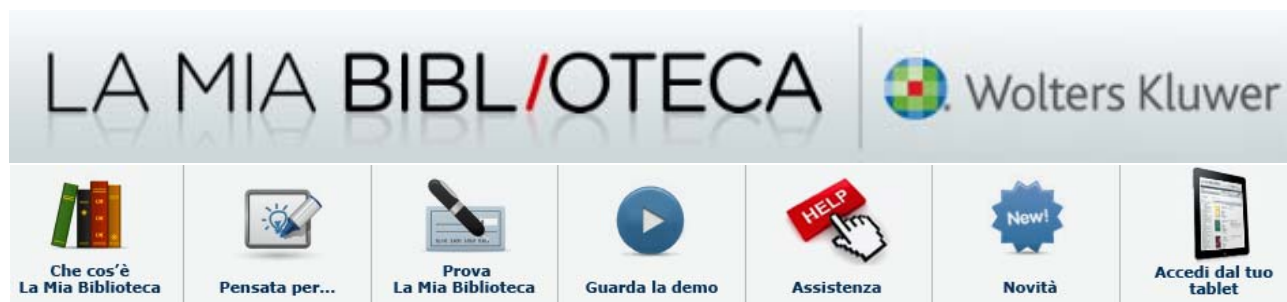 LA MIA BIBL/OTECA
Wolters Kluwer
HELP
New!
Che cos'è
La Mia Biblioteca
Pensata per...
Prova
La Mia Biblioteca
Guarda la demo
Assistenza
Novità
Accedi dal tuo
tablet